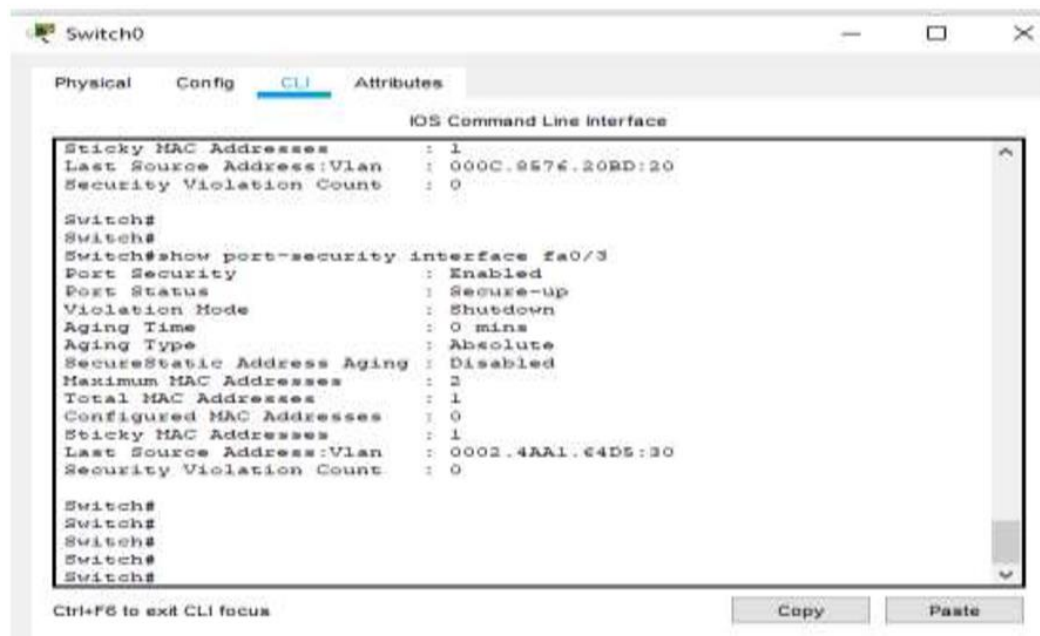 Switch0
Physical Config CLI Attributes
IOS Command Line Interface
Sticky MAC Addresses : 1
Last Source Address:Vlan : 000C.8576.20BD:20
Security Violation Count : 0
Switch#
Switch#
Switch#show port-security interface fa0/3
Port Security : Enabled
Port Status : Secure-up
Violation Mode : Shutdown
Aging Time : 0 mins
Aging Type : Absolute
SecureStatic Address Aging : Disabled
Maximum MAC Addresses : 2
Total MAC Addresses : 1
Configured MAC Addresses : 0
Sticky MAC Addresses : 1
Last Source Address:Vlan : 0002.4AA1.64D5:30
Security Violation Count : 0
Switch#
Switch#
Switch#
Switch#
Switch#
Ctrl+F6 to exit CLI focus
Copy Paste